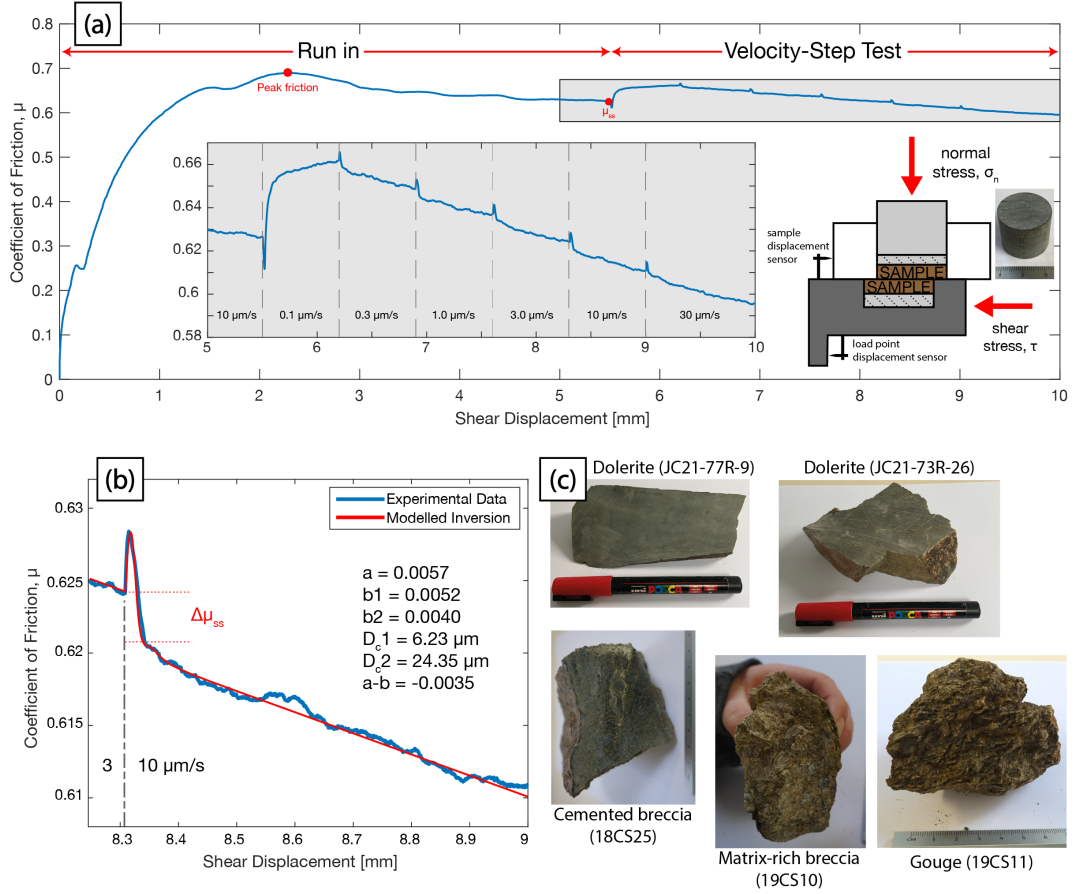 (a)
Run in
Velocity-Step Test
Peak friction
μss
Coefficient of Friction, μ
0.8
0.7
0.6
0.5
0.4
0.3
0.2
0.1
0
0.66
0.64
0.62
0.6
0.58
10 μm/s
0.1 μm/s
0.3 μm/s
1.0 μm/s
3.0 μm/s
10 μm/s
30 μm/s
5 6 7 8 9 10
normal
stress, σn
sample
displacement
sensor
SAMPLE
SAMPLE
shear
stress, τ
load point
displacement sensor
0 1 2 3 4 5 6 7 8 9 10
Shear Displacement [mm]
(b)
Experimental Data
Modelled Inversion
Coefficient of Friction, μ
0.63
0.625
0.62
0.615
0.61
Δμss
a = 0.0057
b1 = 0.0052
b2 = 0.0040
Dc1 = 6.23 μm
Dc2 = 24.35 μm
a-b = -0.0035
3
10 μm/s
8.3 8.4 8.5 8.6 8.7 8.8 8.9 9
Shear Displacement [mm]
(c)
Dolerite (JC21-77R-9)
uni POSCA
Dolerite (JC21-73R-26)
uni POSCA
Cemented breccia
(18CS25)
Matrix-rich breccia
(19CS10)
Gouge (19CS11)